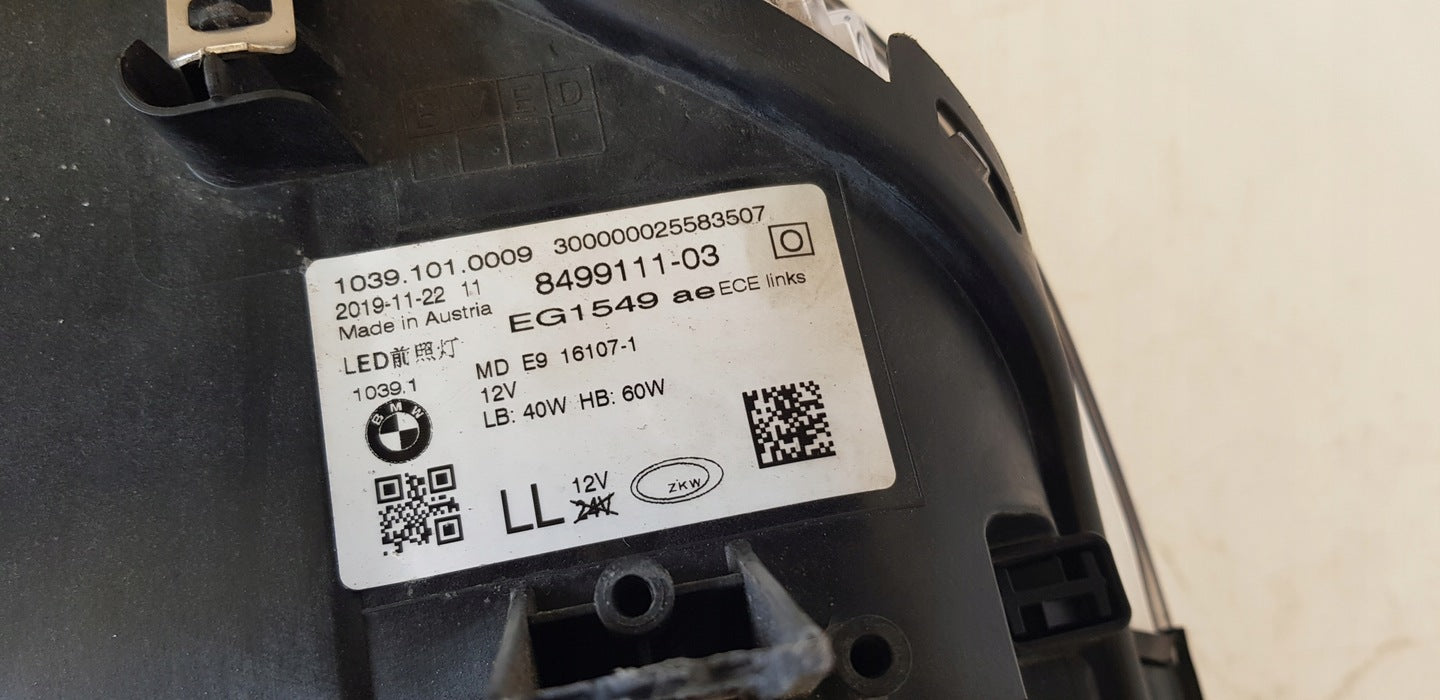 EVED
1039.101.0009 300000025583507
2019-11-22 11 8499111-03 O
Made in Austria EG1549 ae ECE links
LED前照灯 MD E9 16107-1
1039.1 12V
BMW LB: 40W HB: 60W
LL 12V ZKW
24V